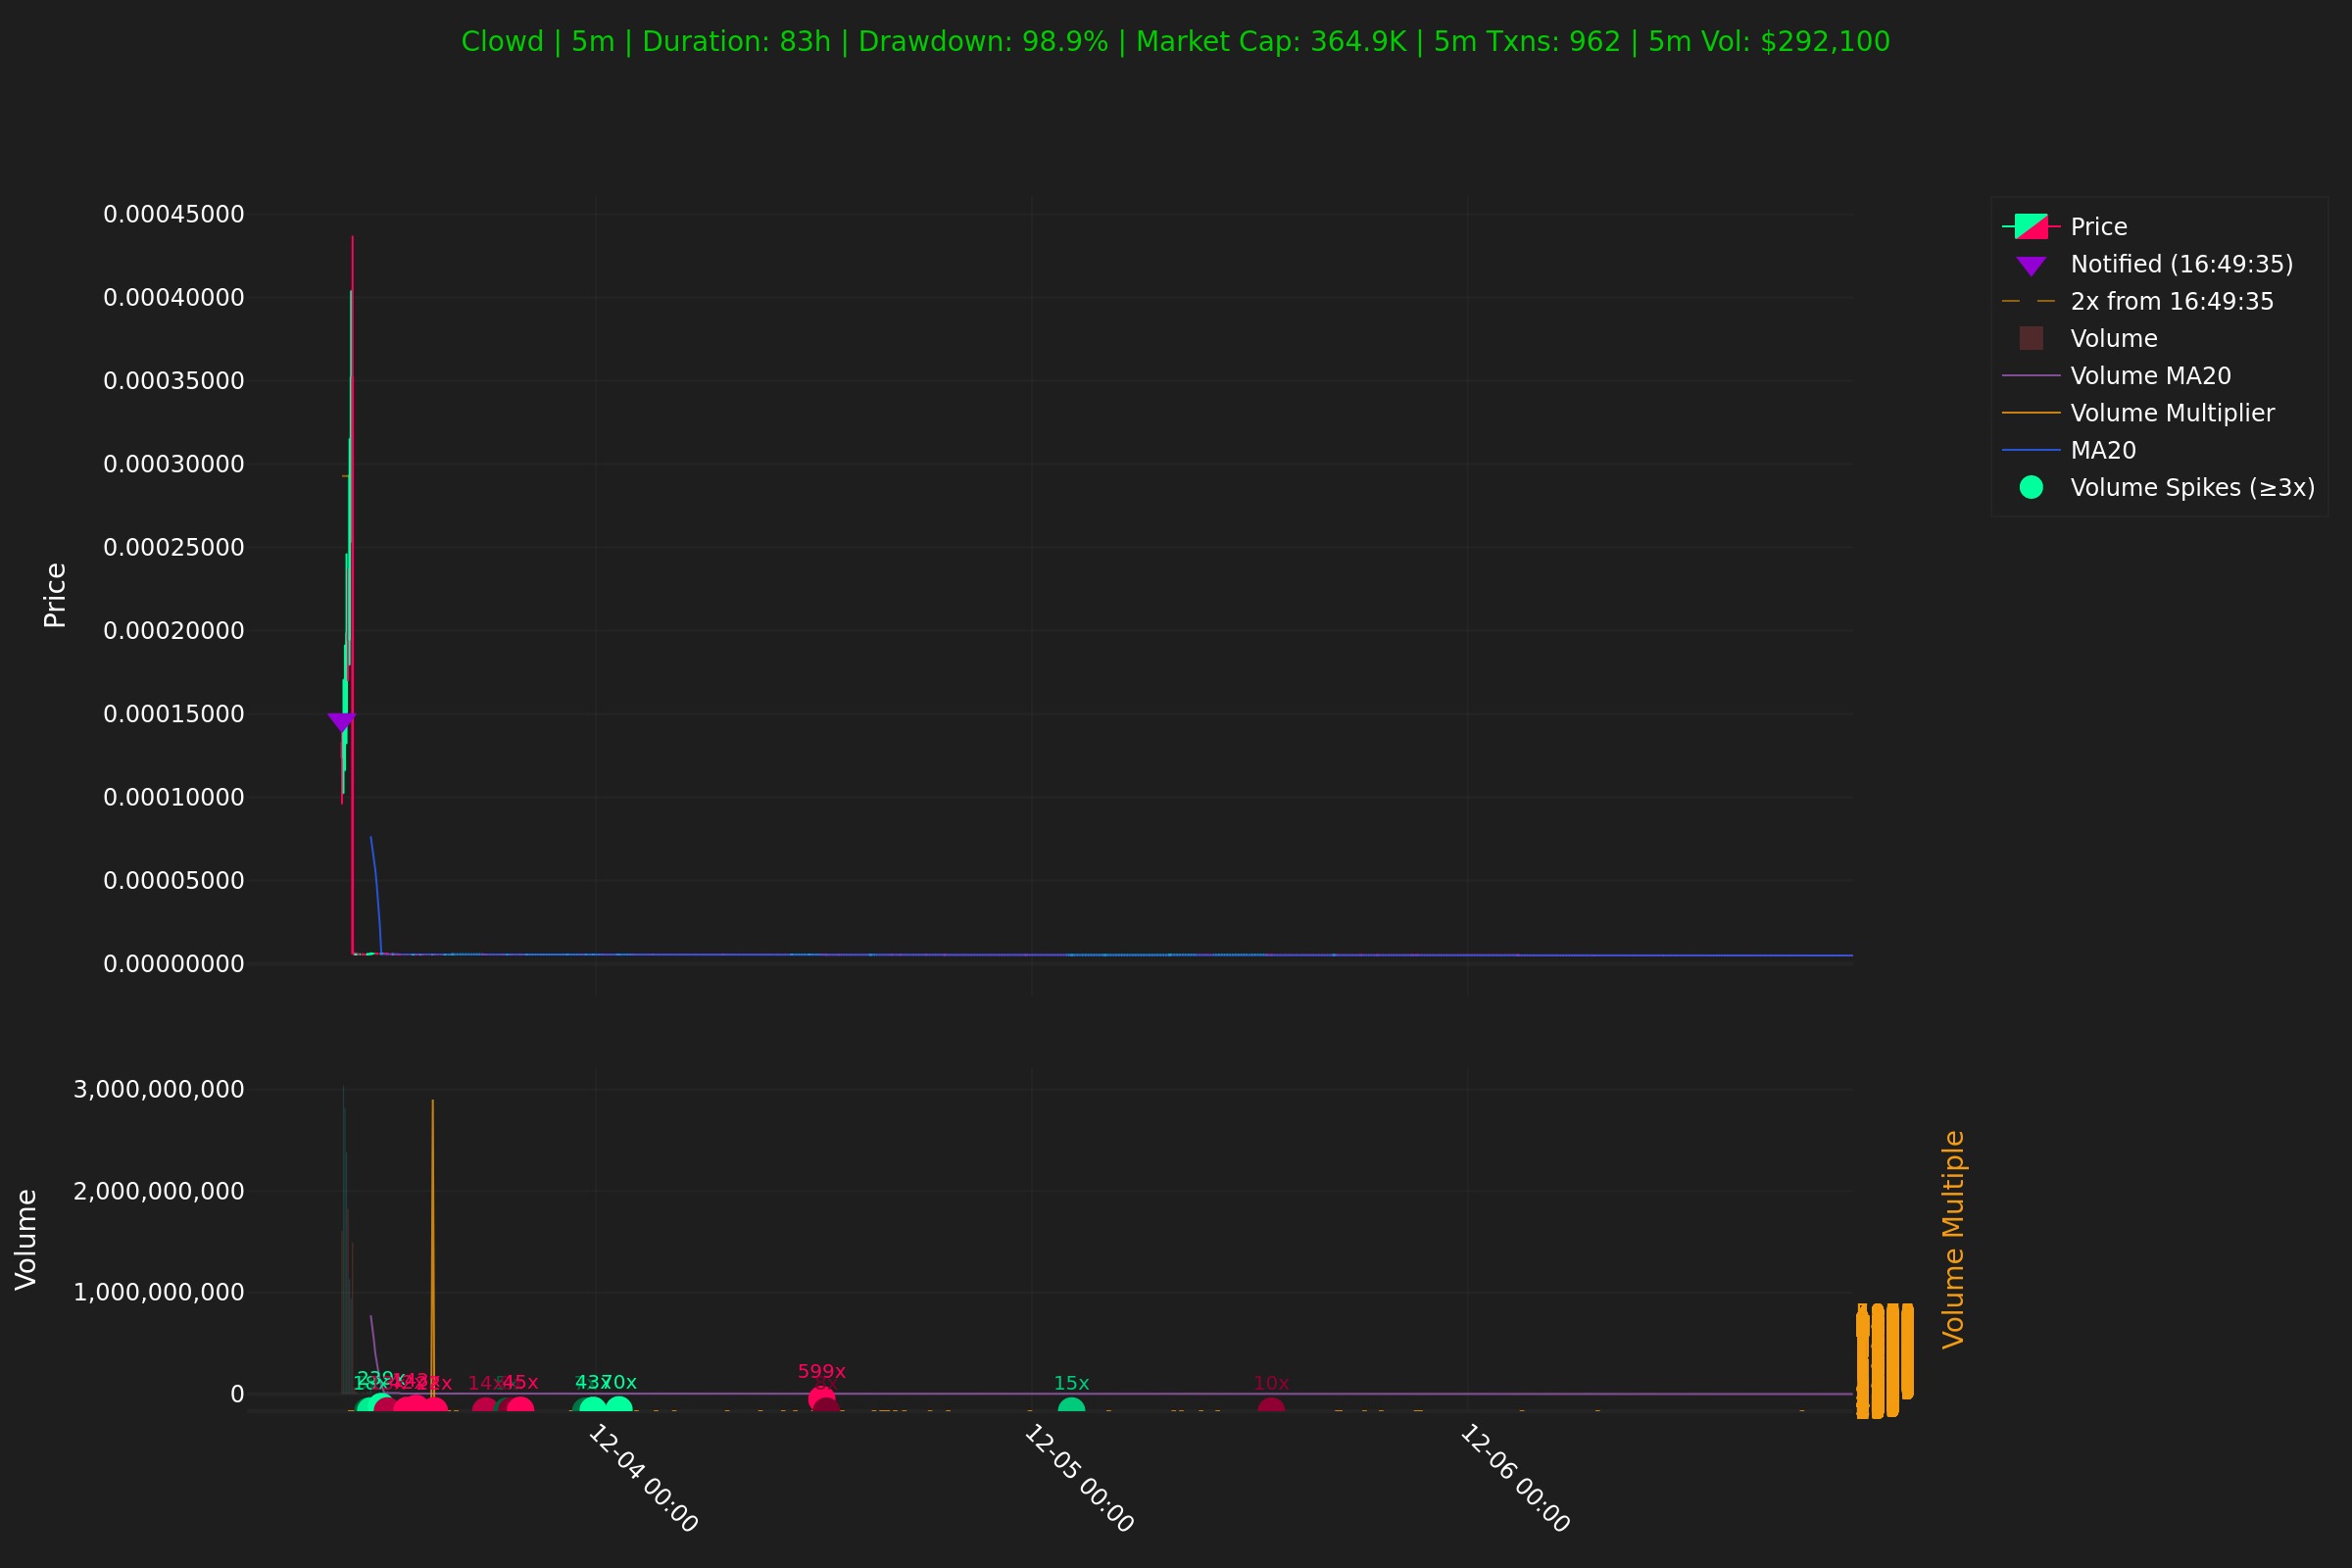 Clowd | 5m | Duration: 83h | Drawdown: 98.9% | Market Cap: 364.9K | 5m Txns: 962 | 5m Vol: $292,100
0.00045000
0.00040000
0.00035000
0.00030000
0.00025000
0.00020000
0.00015000
0.00010000
0.00005000
0.00000000
Price
Price
Notified (16:49:35)
2x from 16:49:35
Volume
Volume MA20
Volume Multiplier
MA20
Volume Spikes (≥3x)
3,000,000,000
2,000,000,000
1,000,000,000
0
Volume
239x
14x
45x
70x
599x
15x
10x
Volume Multiple
12-04 00:00
12-05 00:00
12-06 00:00